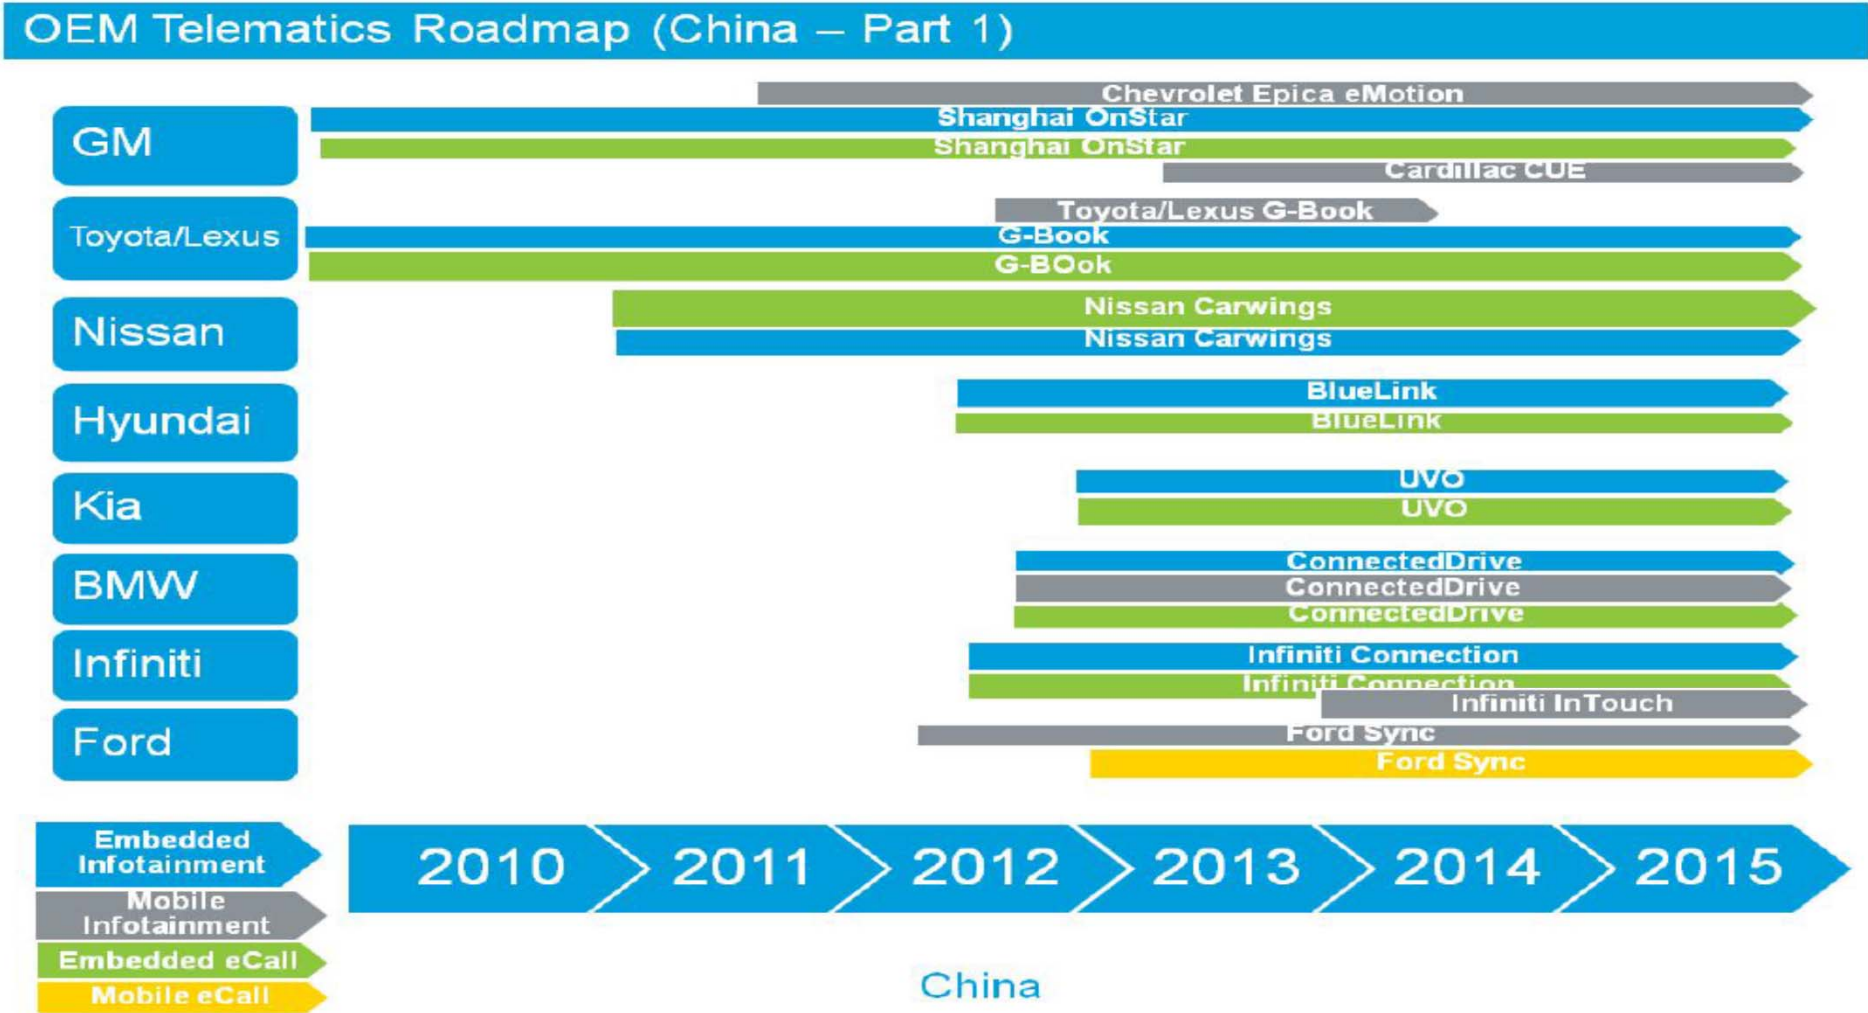 OEM Telematics Roadmap (China – Part 1)
Chevrolet Epica eMotion
GM
Shanghai OnStar
Shanghai OnStar
Cardillac CUE
Toyota/Lexus
Toyota/Lexus G-Book
G-Book
G-BOok
Nissan
Nissan Carwings
Nissan Carwings
Hyundai
BlueLink
BlueLink
Kia
UVO
UVO
BMW
ConnectedDrive
ConnectedDrive
ConnectedDrive
Infiniti
Infiniti Connection
Infiniti Connection
Infiniti InTouch
Ford
Ford Sync
Ford Sync
Embedded
Infotainment
Mobile
Infotainment
Embedded eCall
Mobile eCall
2010
2011
2012
2013
2014
2015
China